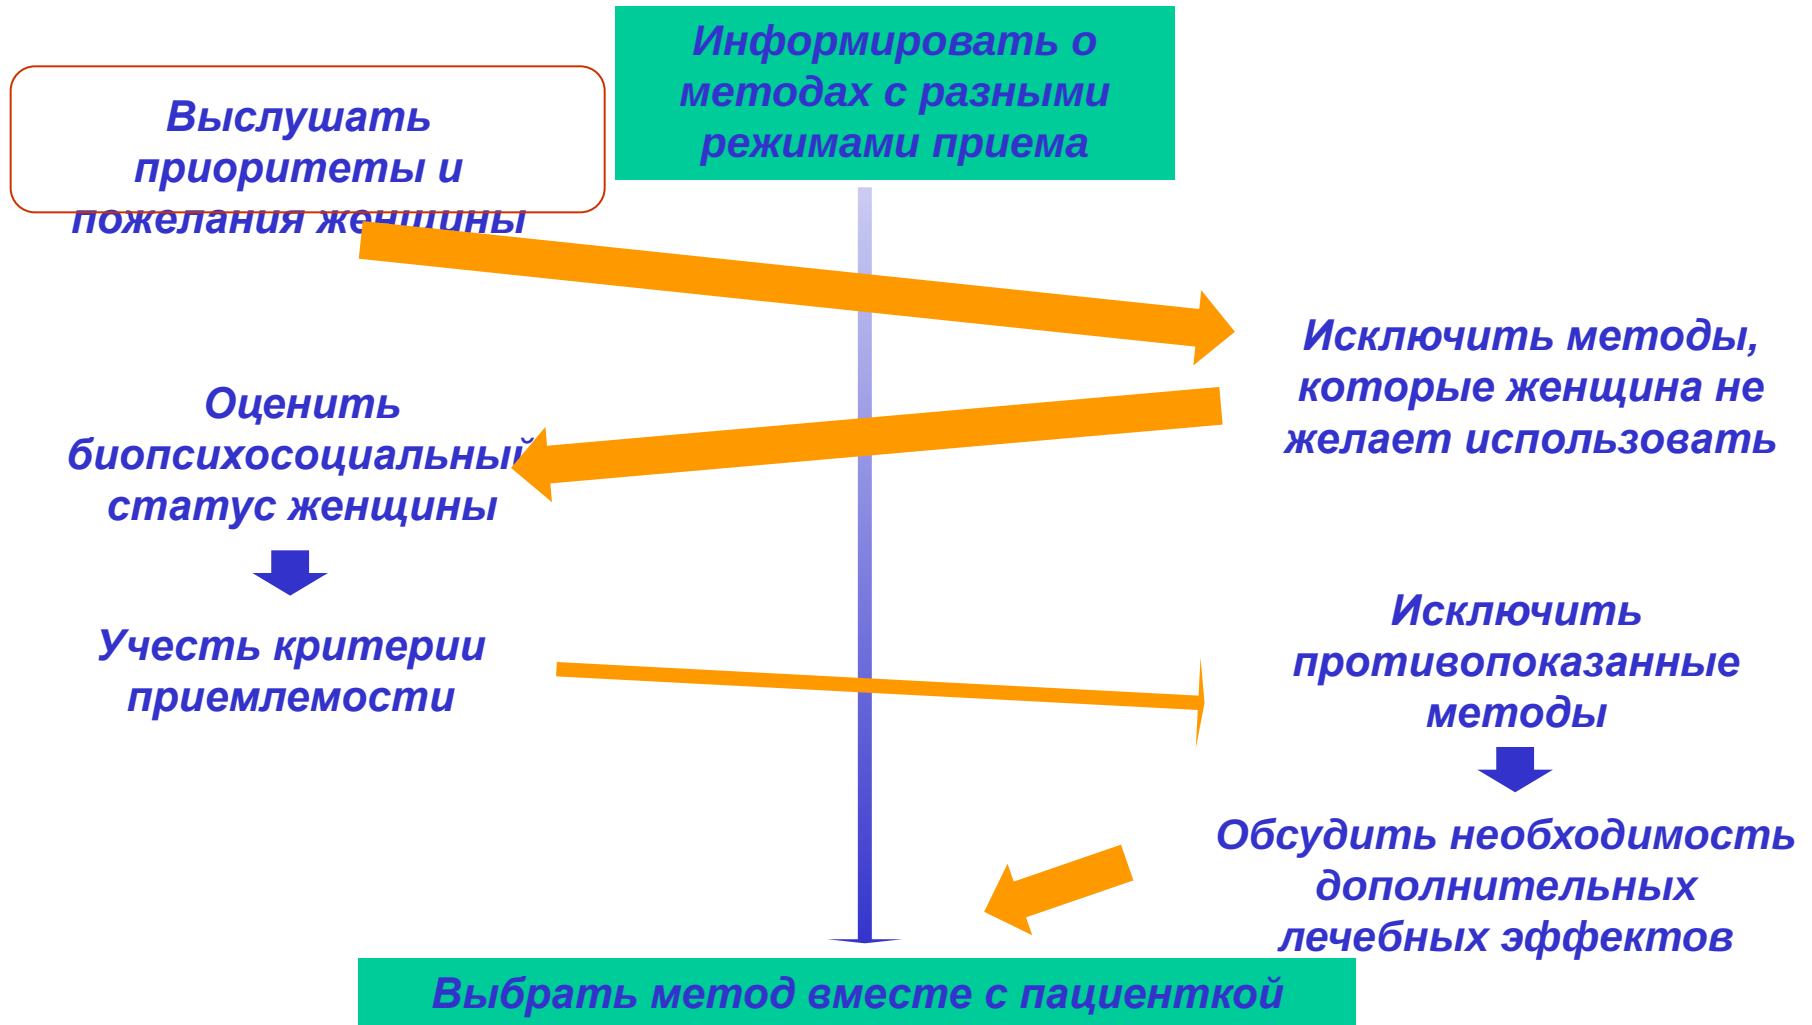 Информировать о
методах с разными
режимами приема
Выслушать
приоритеты и
пожелания женщины
Исключить методы,
которые женщина не
желает использовать
Оценить
биопсихосоциальный
статус женщины
Учесть критерии
приемлемости
Исключить
противопоказанные
методы
Обсудить необходимость
дополнительных
лечебных эффектов
Выбрать метод вместе с пациенткой